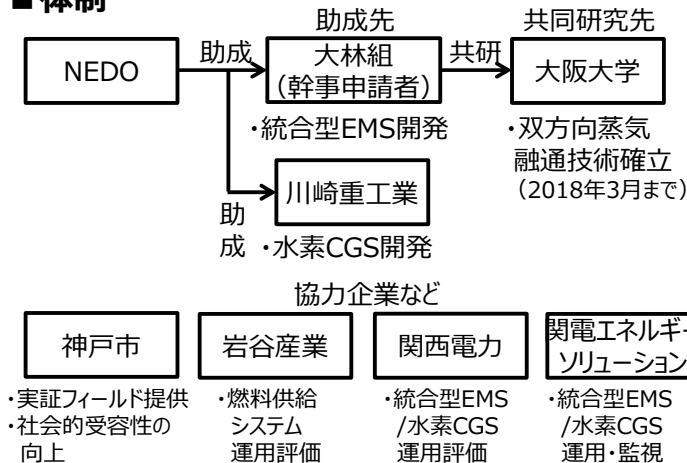 ■体制
助成先
共同研究先
NEDO
助成
大林組
（幹事申請者）
共研
大阪大学
・統合型EMS開発
・双方向蒸気
融通技術確立
（2018年3月まで）
川崎重工業
助
成
・水素CGS開発
協力企業など
神戸市
岩谷産業
関西電力
関電エネルギー
ソリューション
・実証フィールド提供
・社会的受容性の
向上
・燃料供給
システム
運用評価
・統合型EMS
/水素CGS
運用評価
・統合型EMS
/水素CGS
運用・監視